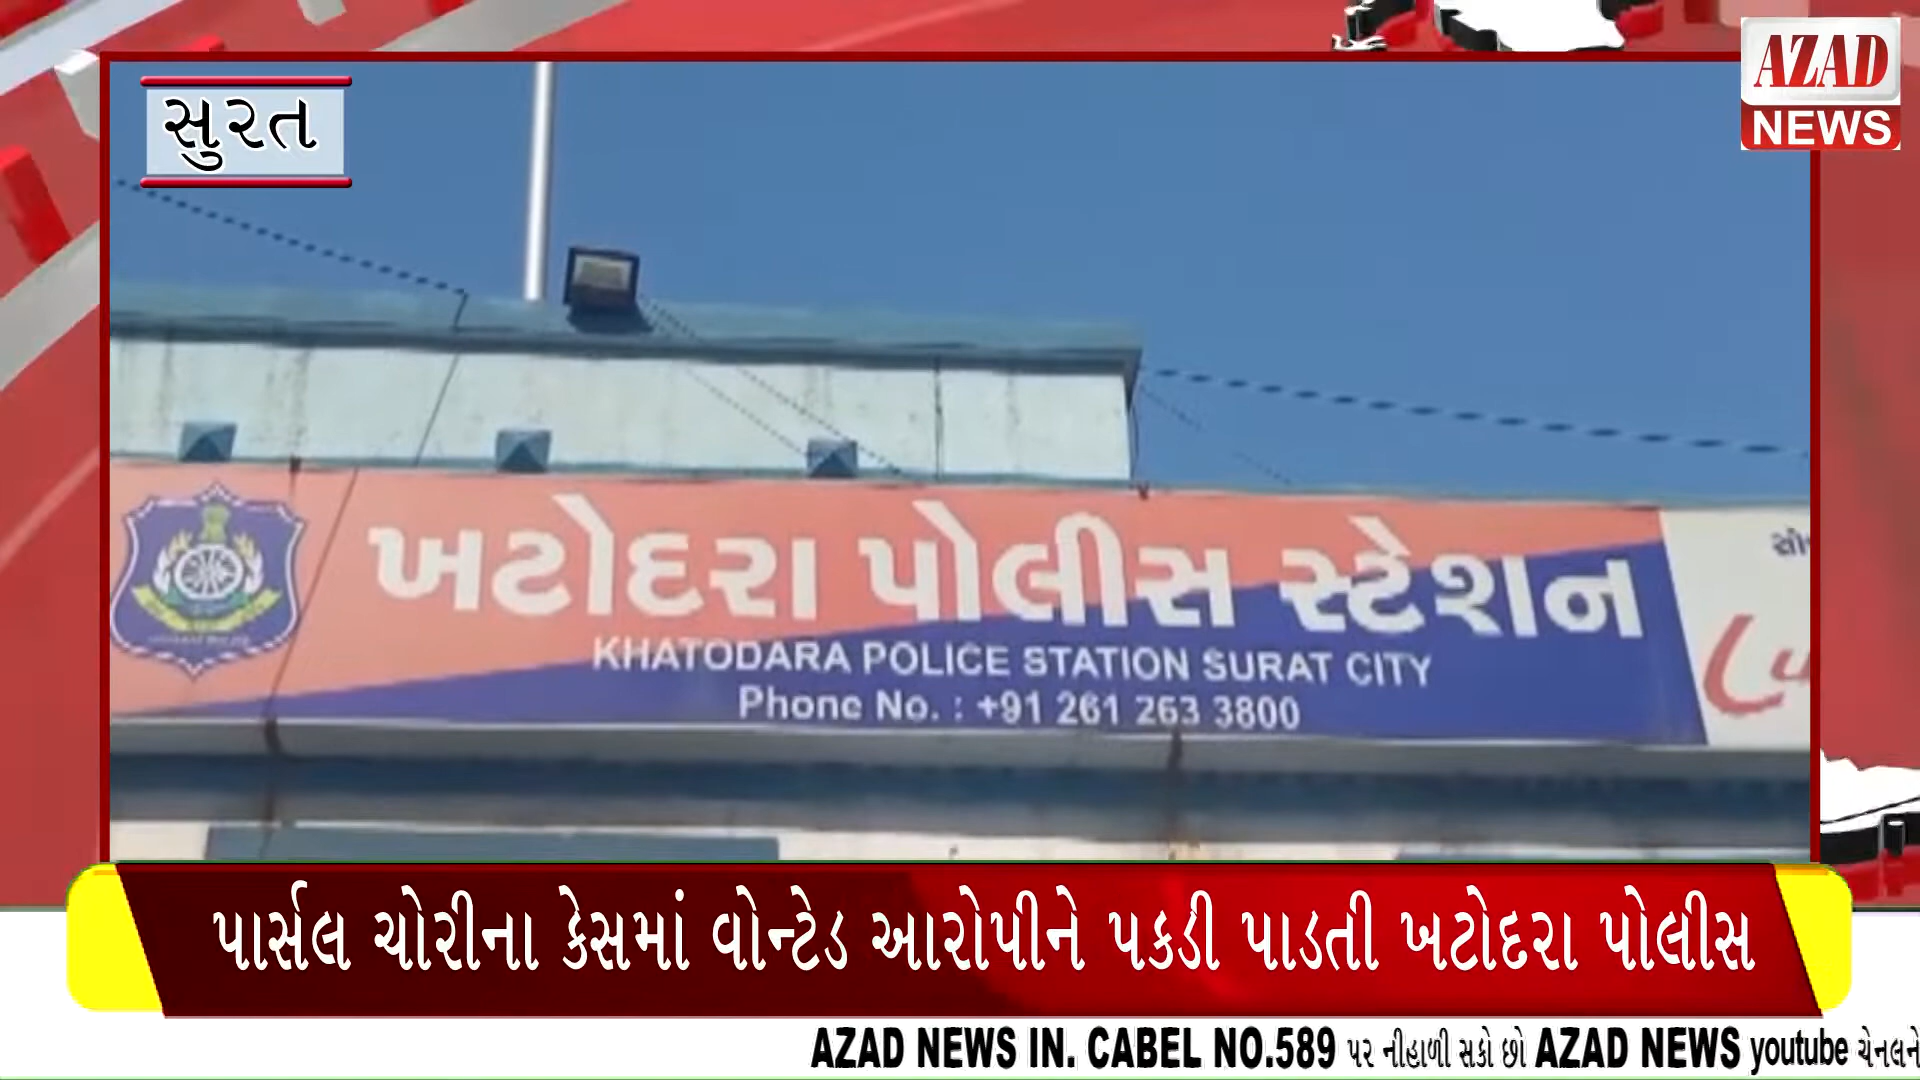 સુરત
AZAD
NEWS
ખટોદરા પોલીસ સ્ટેશન
KHATODARA POLICE STATION SURAT CITY
Phone No. : +91 261 263 3800
પાર્સલ ચોરીના કેસમાં વોન્ટેડ આરોપીને પકડી પાડતી ખટોદરા પોલીસ
AZAD NEWS IN. CABEL NO.589 પર નીહાળી સકો છો AZAD NEWS youtube ચેનલને